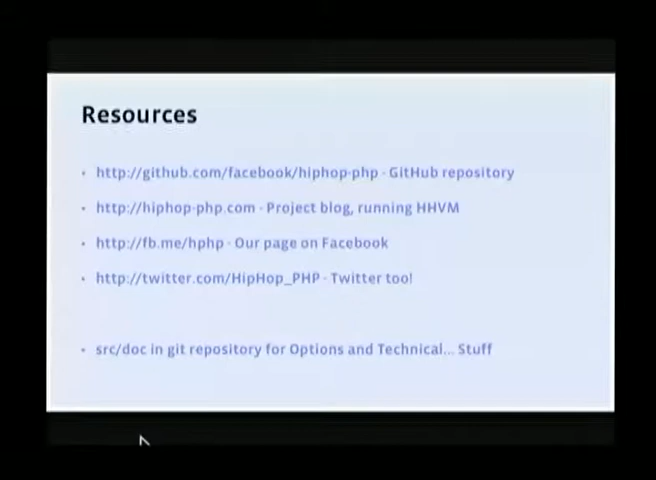 Resources
• http://github.com/facebook/hiphop-php - GitHub repository
• http://hiphop-php.com - Project blog, running HHVM
• http://fb.me/hphp - Our page on Facebook
• http://twitter.com/HipHop_PHP - Twitter too!
• src/doc in git repository for Options and Technical... Stuff